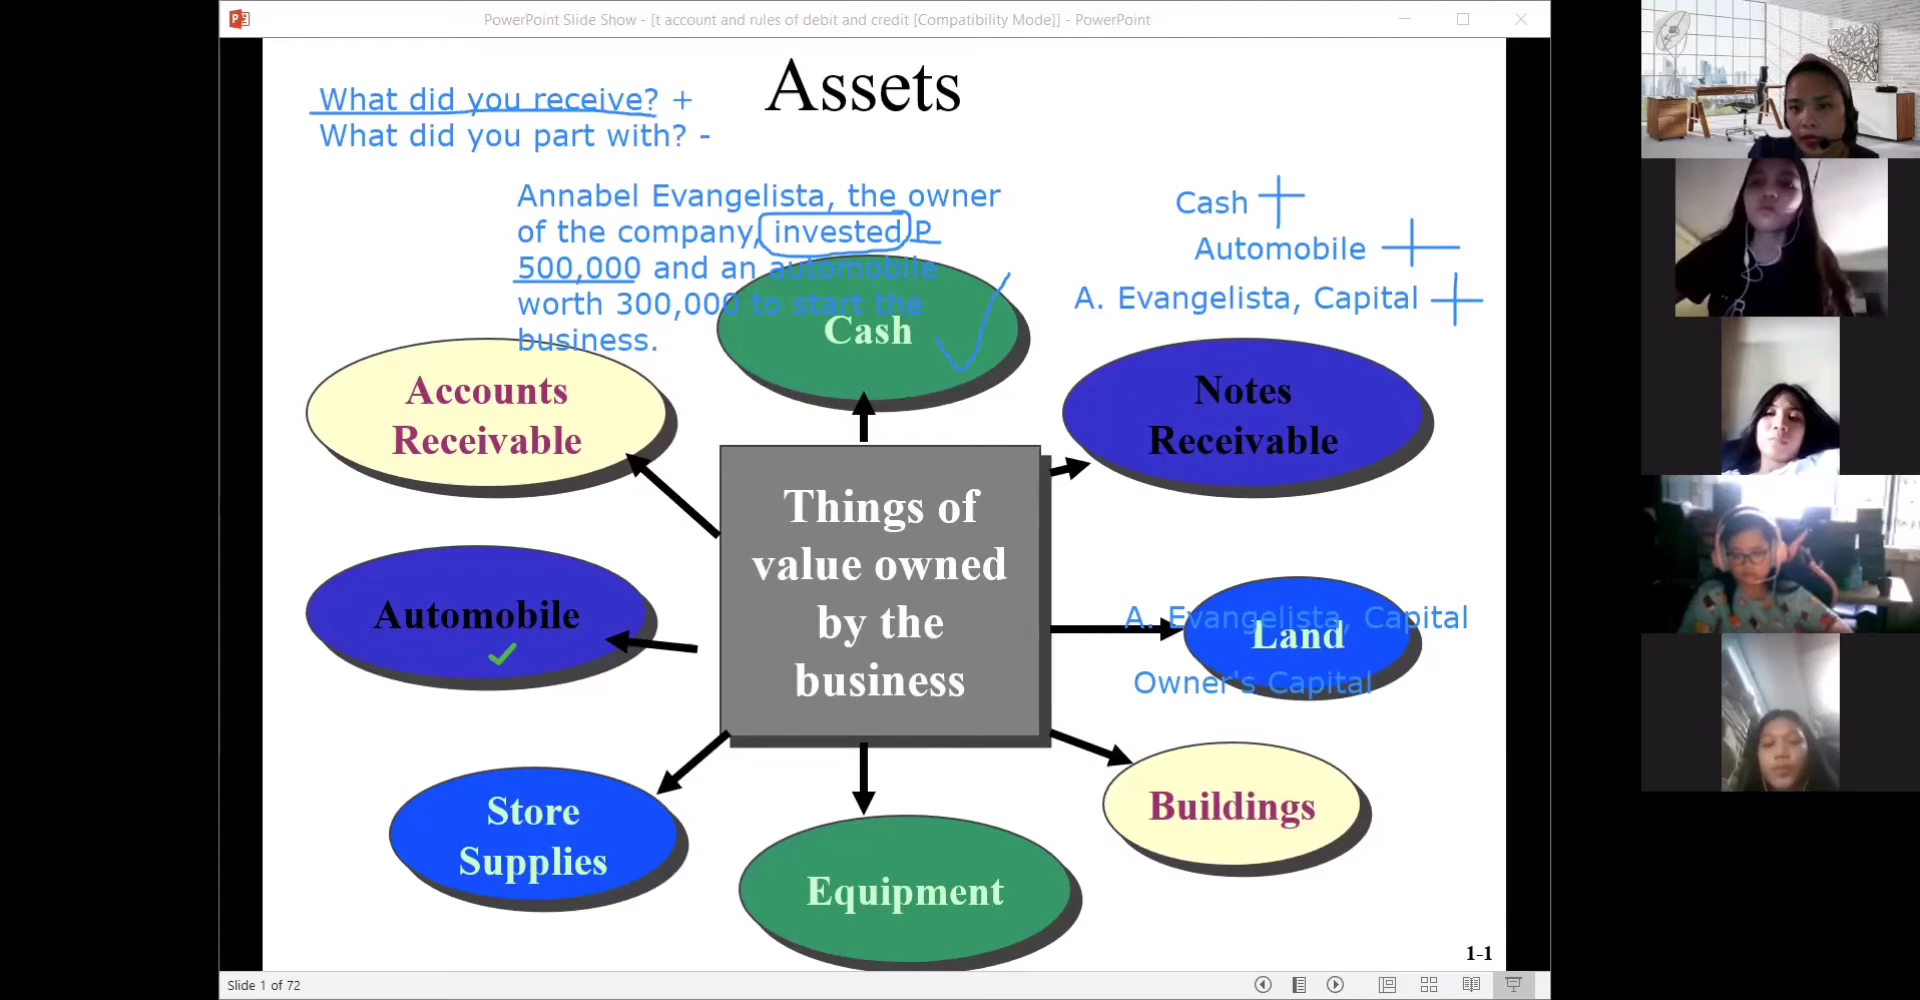 PowerPoint Slide Show - [t account and rules of debit and credit [Compatibility Mode]] - PowerPoint
Assets
What did you receive? +
What did you part with? -
Annabel Evangelista, the owner
of the company, invested P
500,000 and an automobile
worth 300,000 to start the
business.
Cash +
Automobile +
A. Evangelista, Capital +
Cash
Accounts
Receivable
Notes
Receivable
Things of
value owned
by the
business
Automobile
A. Evangelista, Capital
Land
Owner's Capital
Store
Supplies
Equipment
Buildings
1-1
Slide 1 of 72